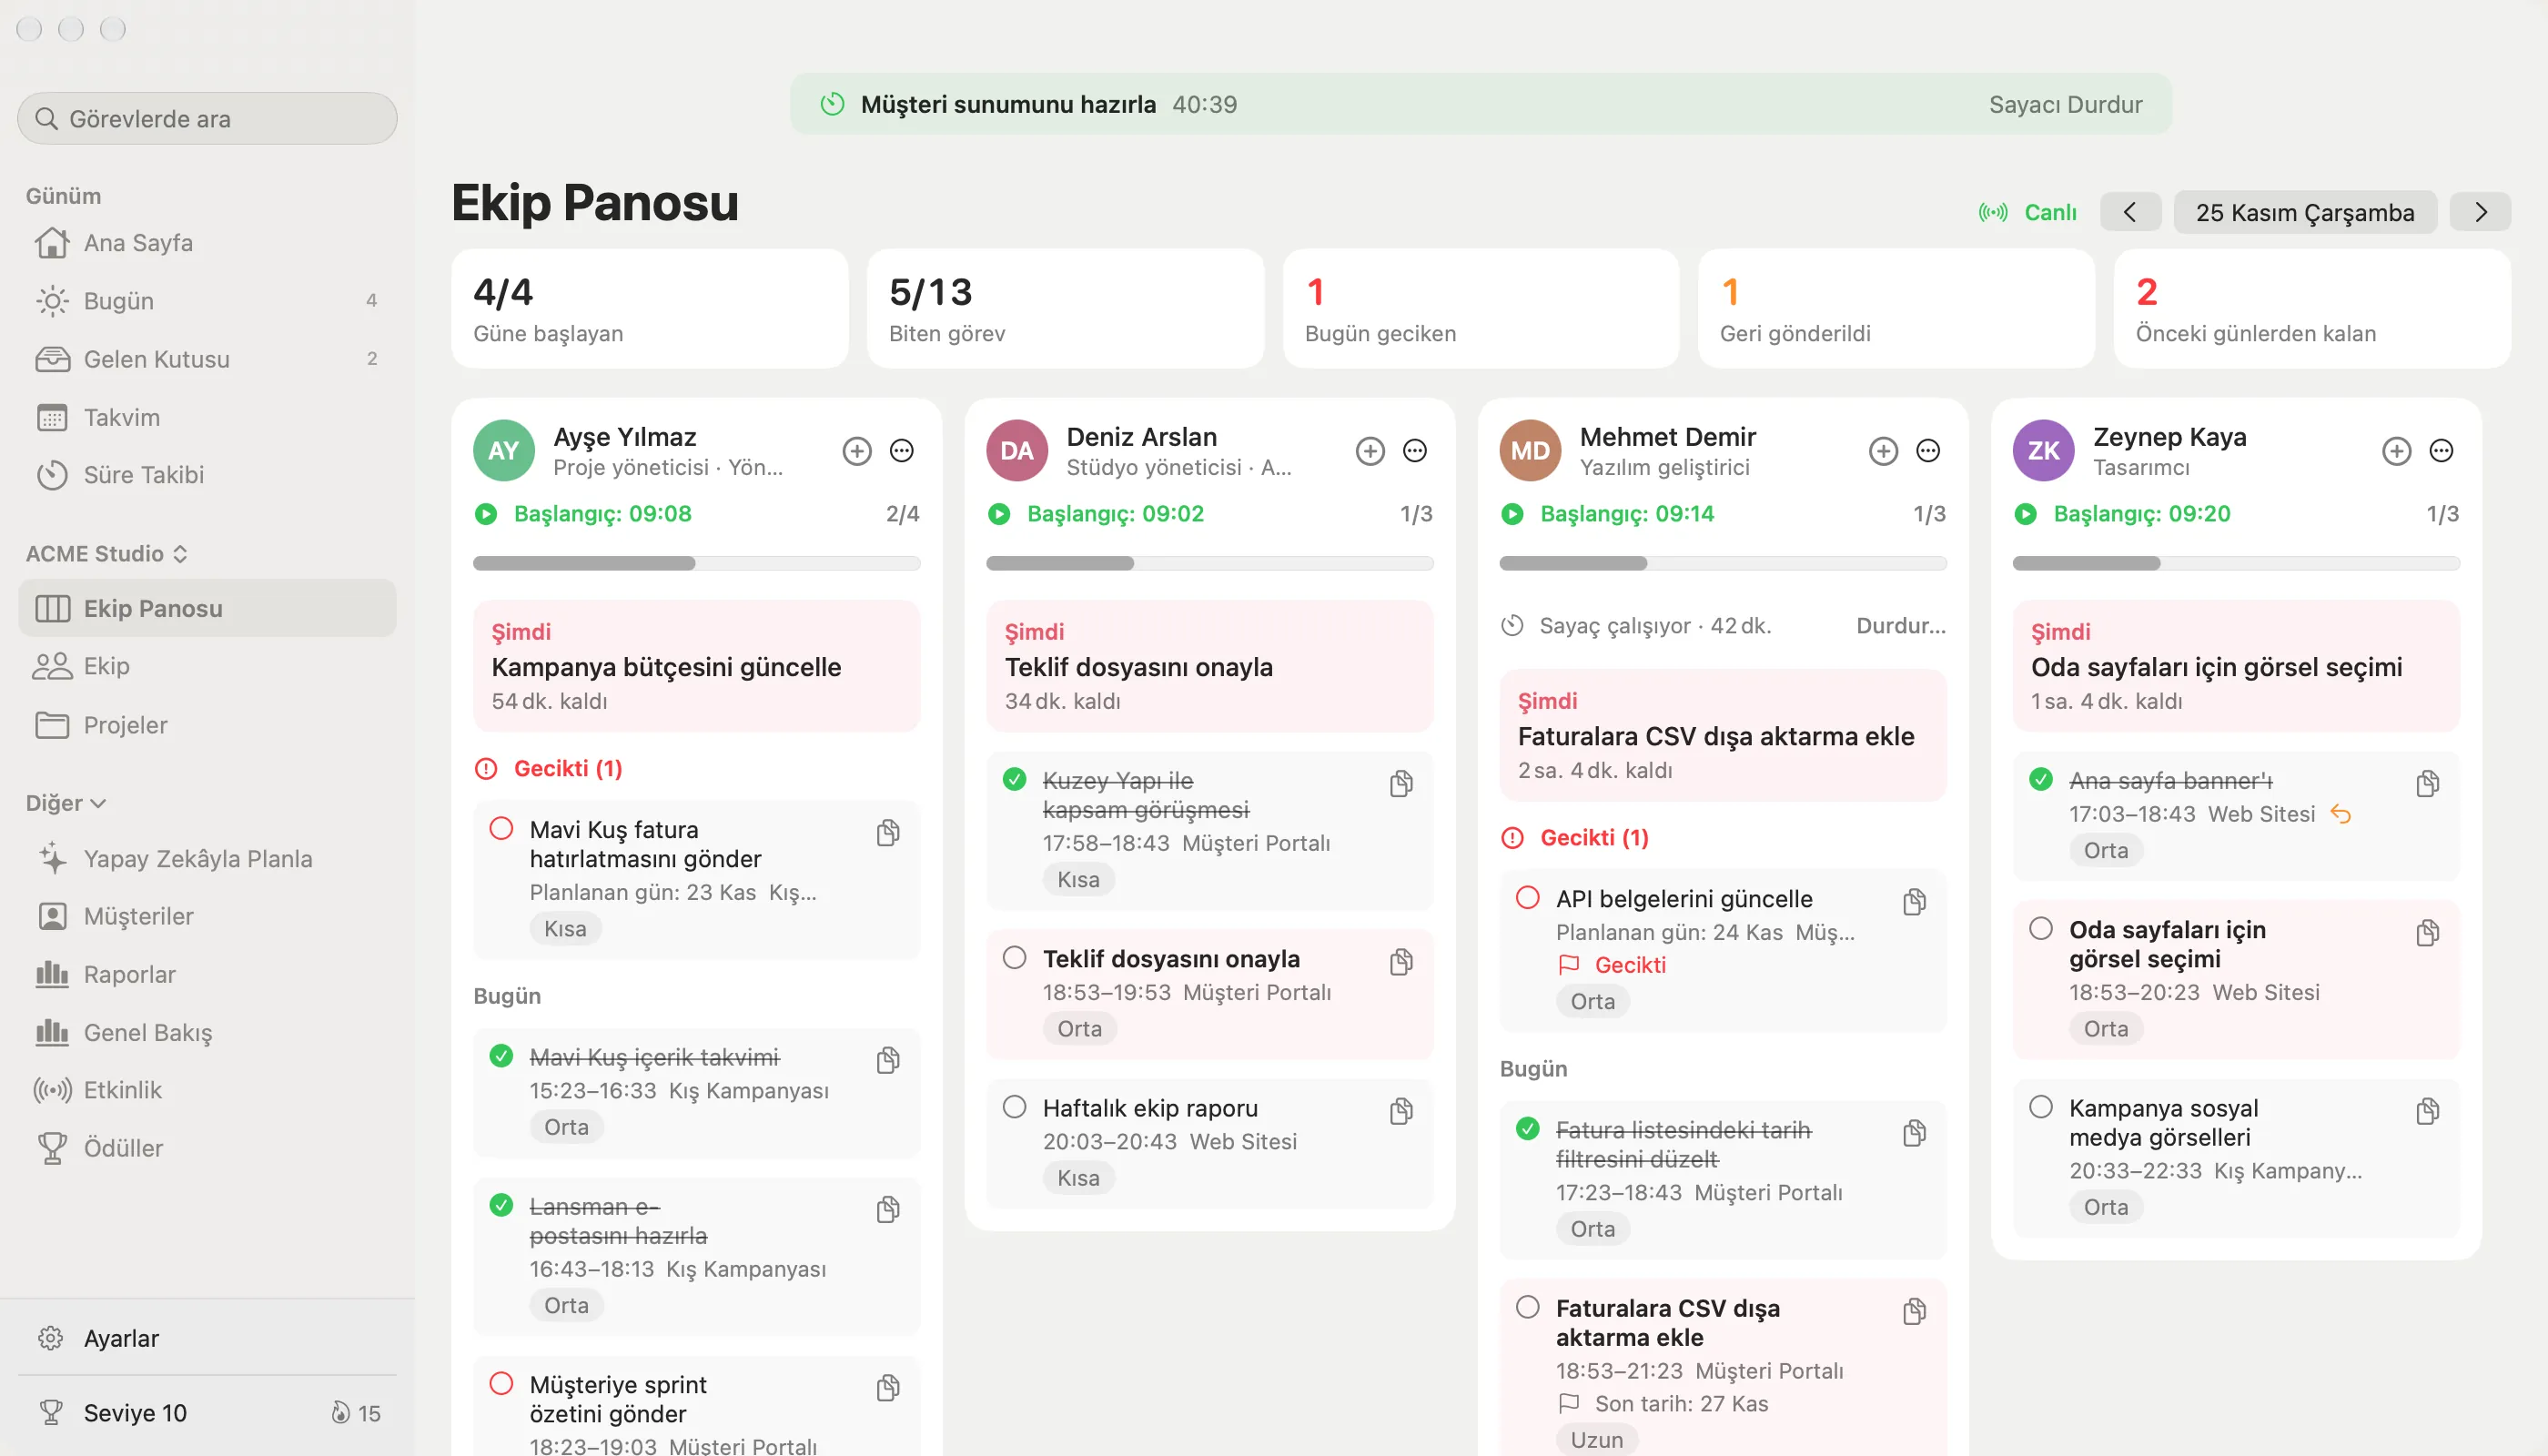 Görevlerde ara
Günüm
Ana Sayfa
Bugün 4
Gelen Kutusu 2
Takvim
Süre Takibi
ACME Studio
Ekip Panosu
Ekip
Projeler
Diğer
Yapay Zekâyla Planla
Müşteriler
Raporlar
Genel Bakış
Etkinlik
Ödüller
Ayarlar
Seviye 10 15
Müşteri sunumunu hazırla 40:39 Sayacı Durdur
Ekip Panosu
Canlı 25 Kasım Çarşamba
4/4
Güne başlayan
5/13
Biten görev
1
Bugün geciken
1
Geri gönderildi
2
Önceki günlerden kalan
AY
Ayşe Yılmaz
Proje yöneticisi · Yön...
Başlangıç: 09:08 2/4
Şimdi
Kampanya bütçesini güncelle
54 dk. kaldı
Gecikti (1)
Mavi Kuş fatura
hatırlatmasını gönder
Planlanan gün: 23 Kas Kış...
Kısa
Bugün
Mavi Kuş içerik takvimi
15:23–16:33 Kış Kampanyası
Orta
Lansman e-
postasını hazırla
16:43–18:13 Kış Kampanyası
Orta
Müşteriye sprint
özetini gönder
18:23–19:03 Müşteri Portalı
DA
Deniz Arslan
Stüdyo yöneticisi · A...
Başlangıç: 09:02 1/3
Şimdi
Teklif dosyasını onayla
34 dk. kaldı
Kuzey Yapı ile
kapsam görüşmesi
17:58–18:43 Müşteri Portalı
Kısa
Teklif dosyasını onayla
18:53–19:53 Müşteri Portalı
Orta
Haftalık ekip raporu
20:03–20:43 Web Sitesi
Kısa
MD
Mehmet Demir
Yazılım geliştirici
Başlangıç: 09:14 1/3
Sayaç çalışıyor · 42 dk. Durdur...
Şimdi
Faturalara CSV dışa aktarma ekle
2 sa. 4 dk. kaldı
Gecikti (1)
API belgelerini güncelle
Planlanan gün: 24 Kas Müş...
Gecikti
Orta
Bugün
Fatura listesindeki tarih
filtresini düzelt
17:23–18:43 Müşteri Portalı
Orta
Faturalara CSV dışa
aktarma ekle
18:53–21:23 Müşteri Portalı
Son tarih: 27 Kas
Uzun
ZK
Zeynep Kaya
Tasarımcı
Başlangıç: 09:20 1/3
Şimdi
Oda sayfaları için görsel seçimi
1 sa. 4 dk. kaldı
Ana sayfa banner'ı
17:03–18:43 Web Sitesi
Orta
Oda sayfaları için
görsel seçimi
18:53–20:23 Web Sitesi
Orta
Kampanya sosyal
medya görselleri
20:33–22:33 Kış Kampany...
Orta